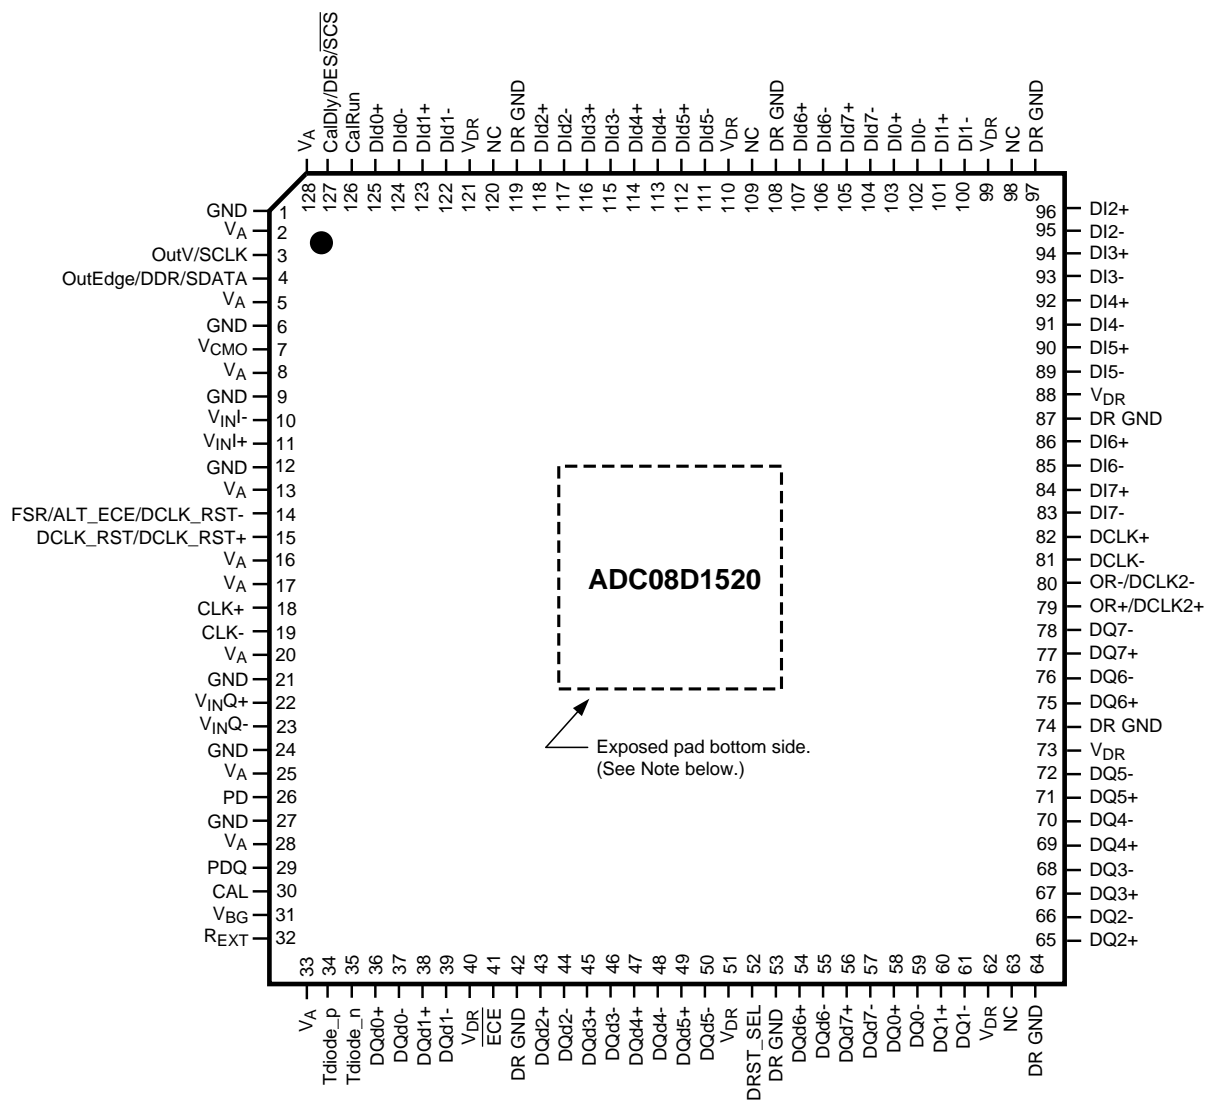 VA
CalDly/DES/SCS
CalRun
DId0+
DId0-
DId1+
DId1-
VDR
NC
DR GND
DId2+
DId2-
DId3+
DId3-
DId4+
DId4-
DId5+
DId5-
VDR
NC
DR GND
DId6+
DId6-
DId7+
DId7-
DI0+
DI0-
DI1+
DI1-
VDR
NC
DR GND
128
127
126
125
124
123
122
121
120
119
118
117
116
115
114
113
112
111
110
109
108
107
106
105
104
103
102
101
100
99
98
97
GND 1
VA 2
OutV/SCLK 3
OutEdge/DDR/SDATA 4
VA 5
GND 6
VCMO 7
VA 8
GND 9
VINI- 10
VINI+ 11
GND 12
VA 13
FSR/ALT_ECE/DCLK_RST- 14
DCLK_RST/DCLK_RST+ 15
VA 16
VA 17
CLK+ 18
CLK- 19
VA 20
GND 21
VINQ+ 22
VINQ- 23
GND 24
VA 25
PD 26
GND 27
VA 28
PDQ 29
CAL 30
VBG 31
REXT 32
ADC08D1520
Exposed pad bottom side.
(See Note below.)
96 DI2+
95 DI2-
94 DI3+
93 DI3-
92 DI4+
91 DI4-
90 DI5+
89 DI5-
88 VDR
87 DR GND
86 DI6+
85 DI6-
84 DI7+
83 DI7-
82 DCLK+
81 DCLK-
80 OR-/DCLK2-
79 OR+/DCLK2+
78 DQ7-
77 DQ7+
76 DQ6-
75 DQ6+
74 DR GND
73 VDR
72 DQ5-
71 DQ5+
70 DQ4-
69 DQ4+
68 DQ3-
67 DQ3+
66 DQ2-
65 DQ2+
33
34
35
36
37
38
39
40
41
42
43
44
45
46
47
48
49
50
51
52
53
54
55
56
57
58
59
60
61
62
63
64
VA
Tdiode_p
Tdiode_n
DQd0+
DQd0-
DQd1+
DQd1-
VDR
ECE
DR GND
DQd2+
DQd2-
DQd3+
DQd3-
DQd4+
DQd4-
DQd5+
DQd5-
VDR
DRST_SEL
DR GND
DQd6+
DQd6-
DQd7+
DQd7-
DQ0+
DQ0-
DQ1+
DQ1-
VDR
NC
DR GND